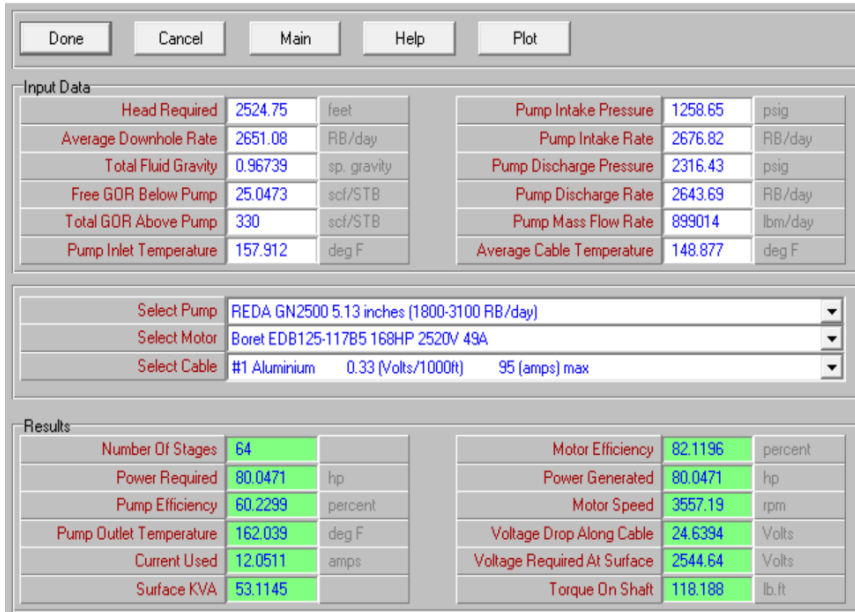 Done Cancel Main Help Plot
Input Data
Head Required 2524.75 feet Pump Intake Pressure 1258.65 psig
Average Downhole Rate 2651.08 RB/day Pump Intake Rate 2676.82 RB/day
Total Fluid Gravity 0.96739 sp. gravity Pump Discharge Pressure 2316.43 psig
Free GOR Below Pump 25.0473 scf/STB Pump Discharge Rate 2643.69 RB/day
Total GOR Above Pump 330 scf/STB Pump Mass Flow Rate 899014 lbm/day
Pump Inlet Temperature 157.912 deg F Average Cable Temperature 148.877 deg F
Select Pump REDA GN2500 5.13 inches (1800-3100 RB/day)
Select Motor Boret EDB125-117B5 168HP 2520V 49A
Select Cable #1 Aluminium 0.33 (Volts/1000ft) 95 (amps) max
Results
Number Of Stages 64 Motor Efficiency 82.1196 percent
Power Required 80.0471 hp Power Generated 80.0471 hp
Pump Efficiency 60.2299 percent Motor Speed 3557.19 rpm
Pump Outlet Temperature 162.039 deg F Voltage Drop Along Cable 24.6394 Volts
Current Used 12.0511 amps Voltage Required At Surface 2544.64 Volts
Surface KVA 53.1145 Torque On Shaft 118.188 lb.ft